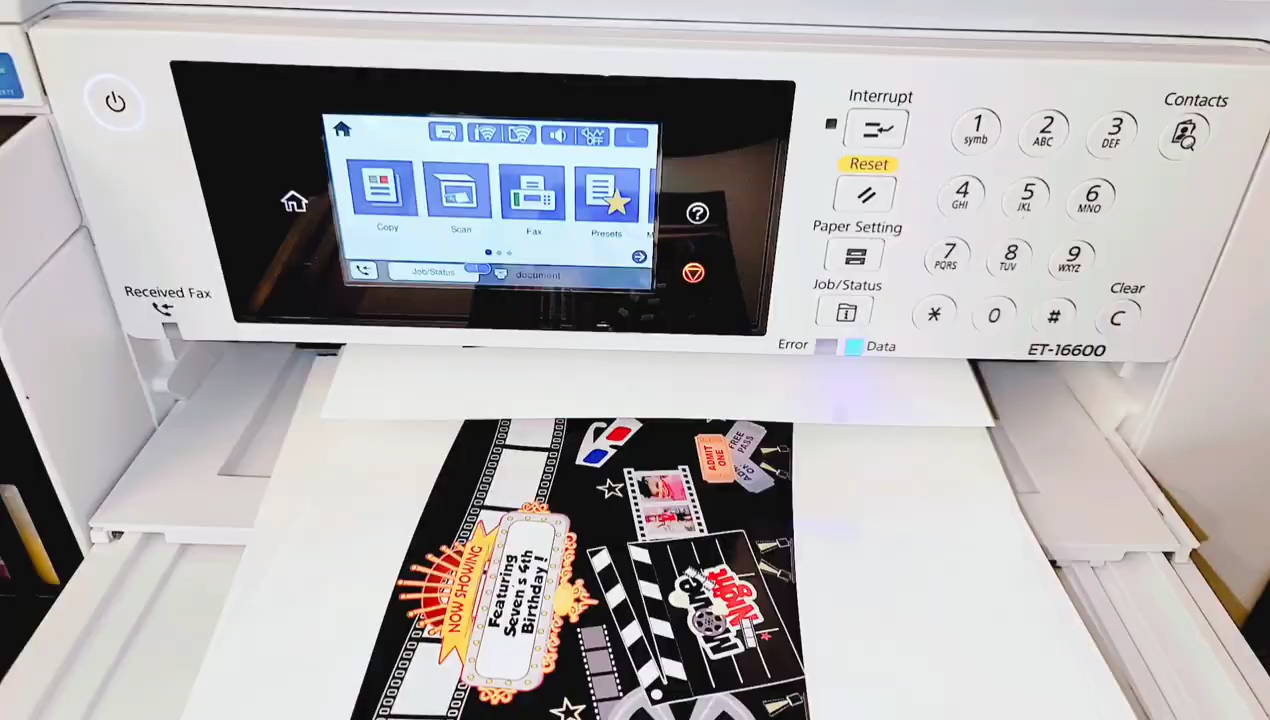 Interrupt
Contacts
1
symb
2
ABC
3
DEF
Reset
4
GHI
5
JKL
6
MNO
Paper Setting
7
PQRS
8
TUV
9
WXYZ
Job/Status
Clear
*
0
#
C
Error
Data
ET-16600
Received Fax
OFF
Copy
Scan
Fax
Presets
Job/Status
document
ADMIT
ONE
FREE
PASS
NOW SHOWING
Featuring
Seven's 4th
Birthday!
Movie
Night